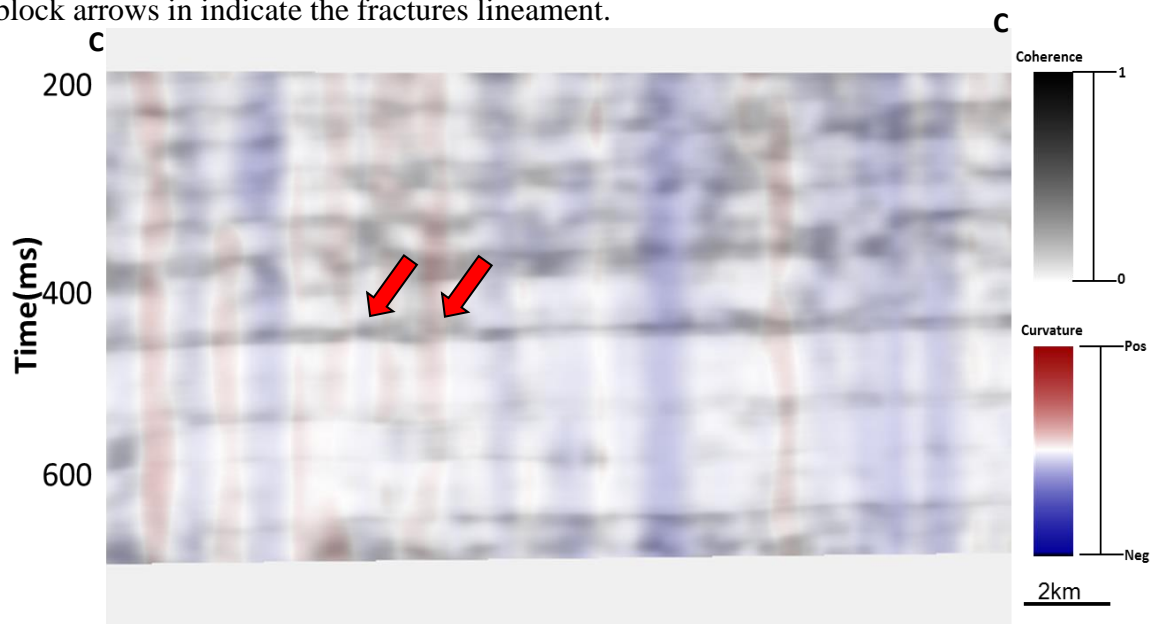 block arrows in indicate the fractures lineament.
C
C
200
400
600
Time(ms)
Coherence
1
0
Curvature
Pos
Neg
2km